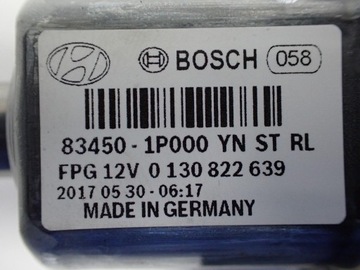 BOSCH 058
83450-1P000 YN ST RL
FPG 12V 0 130 822 639
2017 05 30-06:17
MADE IN GERMANY